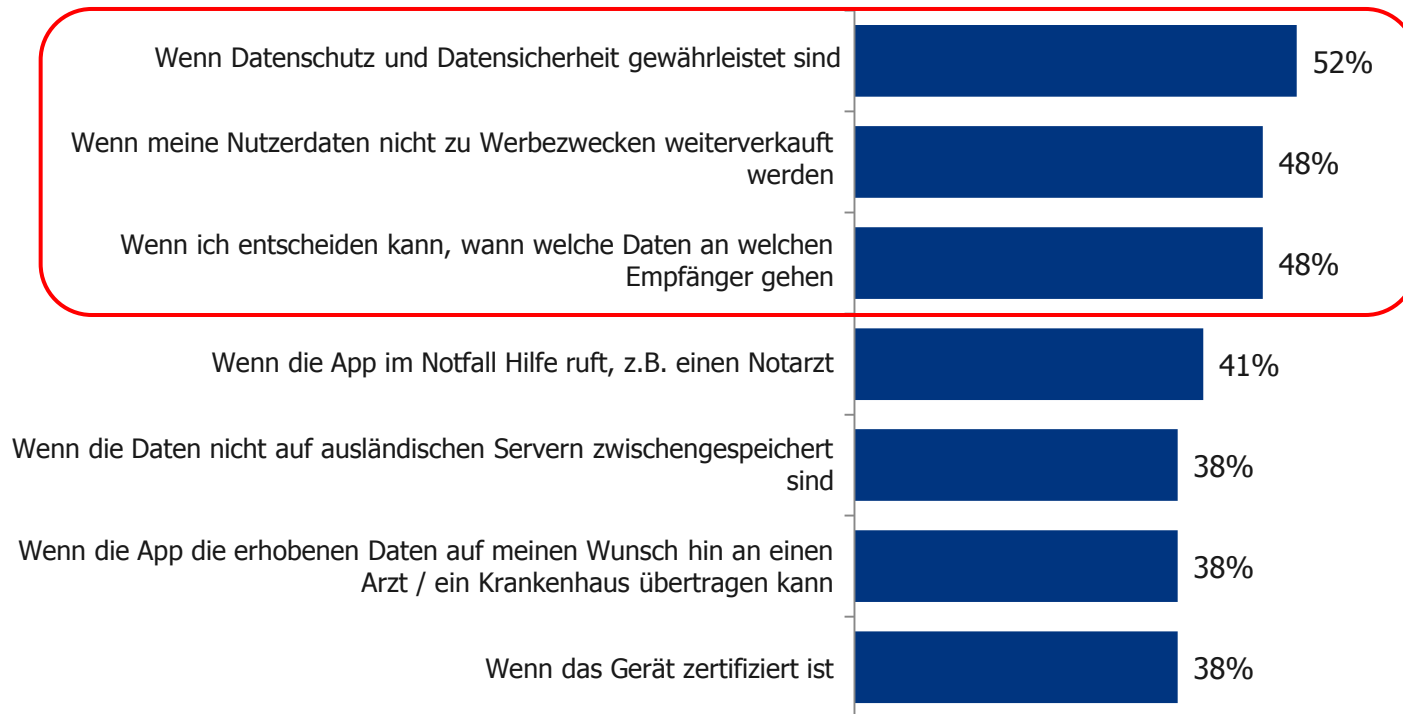 Wenn Datenschutz und Datensicherheit gewährleistet sind
52%
Wenn meine Nutzerdaten nicht zu Werbezwecken weiterverkauft
werden
48%
Wenn ich entscheiden kann, wann welche Daten an welchen
Empfänger gehen
48%
Wenn die App im Notfall Hilfe ruft, z.B. einen Notarzt
41%
Wenn die Daten nicht auf ausländischen Servern zwischengespeichert
sind
38%
Wenn die App die erhobenen Daten auf meinen Wunsch hin an einen
Arzt / ein Krankenhaus übertragen kann
38%
Wenn das Gerät zertifiziert ist
38%